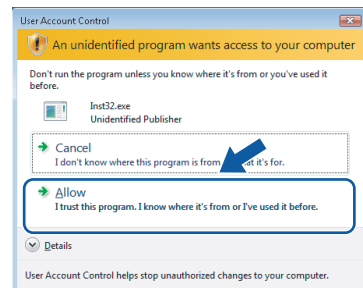 User Account Control
An unidentified program wants access to your computer
Don't run the program unless you know where it's from or you've used it
before.
Inst32.exe
Unidentified Publisher
Cancel
I don't know where this program is from it's for.
Allow
I trust this program. I know where it's from or I've used it before.
Details
User Account Control helps stop unauthorized changes to your computer.